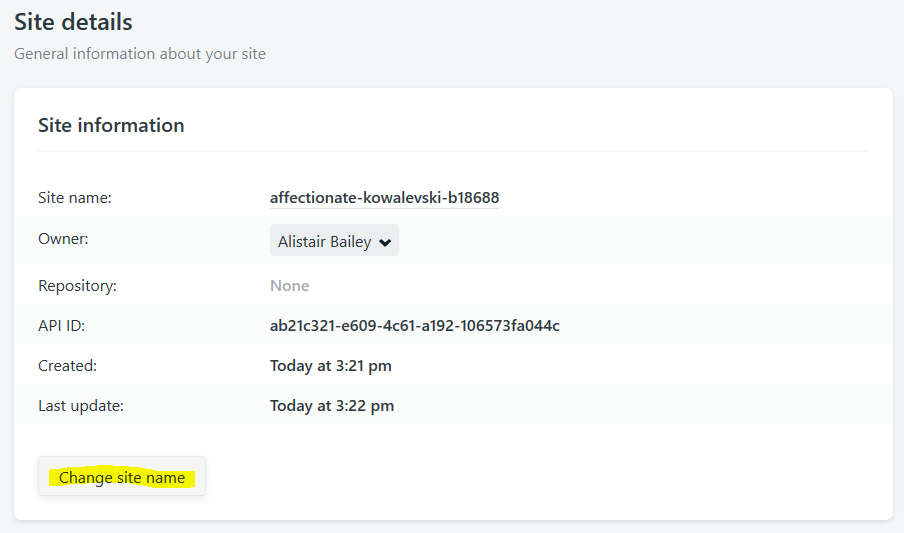 Site details
General information about your site
Site information
Site name: affectionate-kowalevski-b18688
Owner: Alistair Bailey
Repository: None
API ID: ab21c321-e609-4c61-a192-106573fa044c
Created: Today at 3:21 pm
Last update: Today at 3:22 pm
Change site name